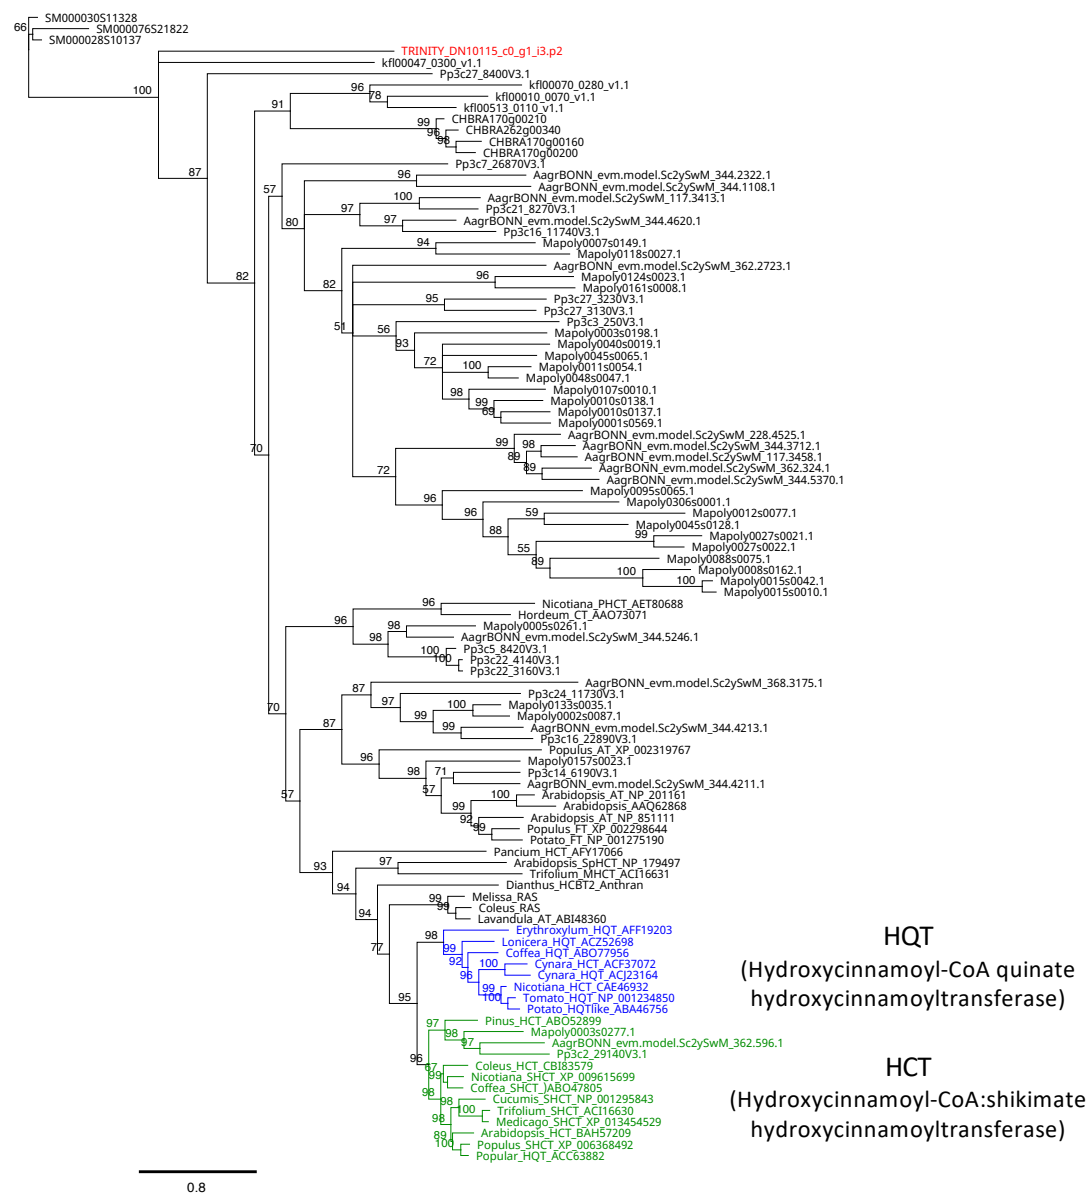 SM000030S11328
66
SM000076S21822
SM000028S10137
TRINITY_DN10115_c0_g1_i3.p2
kfl00047_0300_v1.1
Pp3c27_8400V3.1
100
96
kfl00070_0280_v1.1
78
kfl00010_0070_v1.1
91
kfl00513_0110_v1.1
99
CHBRA170g00210
96
CHBRA262g00340
98
CHBRA170g00160
CHBRA170g00200
87
Pp3c7_26870V3.1
57
96
AagrBONN_evm.model.Sc2ySwM_344.2322.1
AagrBONN_evm.model.Sc2ySwM_344.1108.1
100
AagrBONN_evm.model.Sc2ySwM_117.3413.1
97
Pp3c21_8270V3.1
80
97
AagrBONN_evm.model.Sc2ySwM_344.4620.1
Pp3c16_11740V3.1
94
Mapoly0007s0149.1
Mapoly0118s0027.1
AagrBONN_evm.model.Sc2ySwM_362.2723.1
82
96
Mapoly0124s0023.1
82
Mapoly0161s0008.1
95
Pp3c27_3230V3.1
Pp3c27_3130V3.1
51
56
Pp3c3_250V3.1
Mapoly0003s0198.1
93
Mapoly0040s0019.1
72
Mapoly0045s0065.1
100
Mapoly0011s0054.1
Mapoly0048s0047.1
98
Mapoly0107s0010.1
99
Mapoly0010s0138.1
69
Mapoly0010s0137.1
Mapoly0001s0569.1
70
99
AagrBONN_evm.model.Sc2ySwM_228.4525.1
98
AagrBONN_evm.model.Sc2ySwM_344.3712.1
89
AagrBONN_evm.model.Sc2ySwM_117.3458.1
72
89
AagrBONN_evm.model.Sc2ySwM_362.324.1
AagrBONN_evm.model.Sc2ySwM_344.5370.1
96
Mapoly0095s0065.1
96
Mapoly0306s0001.1
59
Mapoly0012s0077.1
88
Mapoly0045s0128.1
99
Mapoly0027s0021.1
55
Mapoly0027s0022.1
89
Mapoly0088s0075.1
100
Mapoly0008s0162.1
100
Mapoly0015s0042.1
Mapoly0015s0010.1
96
Nicotiana_PHCT_AET80688
Hordeum_CT_AAO73071
96
98
Mapoly0005s0261.1
98
AagrBONN_evm.model.Sc2ySwM_344.5246.1
100
Pp3c5_8420V3.1
100
Pp3c22_4140V3.1
Pp3c22_3160V3.1
70
87
AagrBONN_evm.model.Sc2ySwM_368.3175.1
97
Pp3c24_11730V3.1
100
Mapoly0133s0035.1
99
Mapoly0002s0087.1
87
99
AagrBONN_evm.model.Sc2ySwM_344.4213.1
Pp3c16_22890V3.1
96
Populus_AT_XP_002319767
Mapoly0157s0023.1
98
71
Pp3c14_6190V3.1
57
AagrBONN_evm.model.Sc2ySwM_344.4211.1
57
100
Arabidopsis_AT_NP_201161
99
Arabidopsis_AAQ62868
92
Arabidopsis_AT_NP_851111
99
Populus_FT_XP_002298644
Potato_FT_NP_001275190
93
Pancium_HCT_AFY17066
97
Arabidopsis_SpHCT_NP_179497
Trifolium_MHCT_ACI16631
94
Dianthus_HCBT2_Anthran
99
Melissa_RAS
99
Coleus_RAS
94
Lavandula_AT_ABI48360
77
98
Erythroxylum_HQT_AFF19203
99
Lonicera_HQT_ACZ52698
92
Coffea_HQT_ABO77956
100
Cynara_HCT_ACF37072
96
Cynara_HQT_ACJ23164
99
Nicotiana_HCT_CAE46932
100
Tomato_HQT_NP_001234850
Potato_HQTlike_ABA46756
95
97
Pinus_HCT_ABO52899
98
Mapoly0003s0277.1
97
AagrBONN_evm.model.Sc2ySwM_362.596.1
Pp3c2_29140V3.1
96
67
Coleus_HCT_CBI83579
99
Nicotiana_SHCT_XP_009615699
Coffea_SHCT_JABO47805
98
98
Cucumis_SHCT_NP_001295843
100
Trifolium_SHCT_ACI16630
98
Medicago_SHCT_XP_013454529
89
Arabidopsis_HCT_BAH57209
100
Populus_SHCT_XP_006368492
Popular_HQT_ACC63882
HQT
(Hydroxycinnamoyl-CoA quinate
hydroxycinnamoyltransferase)
HCT
(Hydroxycinnamoyl-CoA:shikimate
hydroxycinnamoyltransferase)
0.8